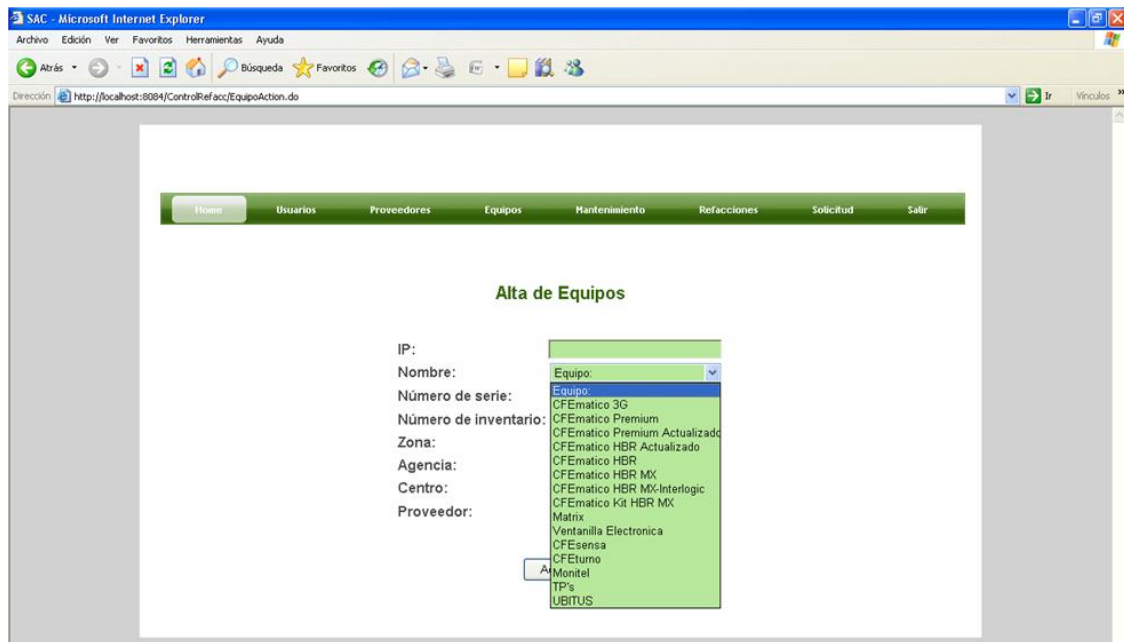 SAC - Microsoft Internet Explorer
Archivo Edición Ver Favoritos Herramientas Ayuda
Atrás Búsqueda Favoritos
Dirección http://localhost:8084/ControlRefacc/EquipoAction.do Ir Vínculos »
Home Usuarios Proveedores Equipos Mantenimiento Refacciones Solicitud Salir
Alta de Equipos
IP:
Nombre: Equipo:
Número de serie:
Número de inventario:
Zona:
Agencia:
Centro:
Proveedor:
Equipo:
CFEmatico 3G
CFEmatico Premium
CFEmatico Premium Actualizado
CFEmatico HBR Actualizado
CFEmatico HBR
CFEmatico HBR MX
CFEmatico HBR MX-Interlogic
CFEmatico Kit HBR MX
Matrix
Ventanilla Electronica
CFEsensa
CFEturno
Monitel
TP's
UBITUS